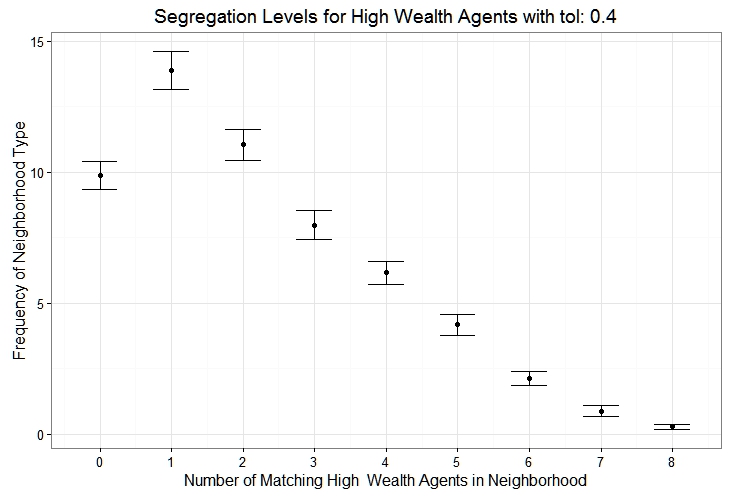 Segregation Levels for High Wealth Agents with tol: 0.4
15
10
5
0
Frequency of Neighborhood Type
0 1 2 3 4 5 6 7 8
Number of Matching High  Wealth Agents in Neighborhood